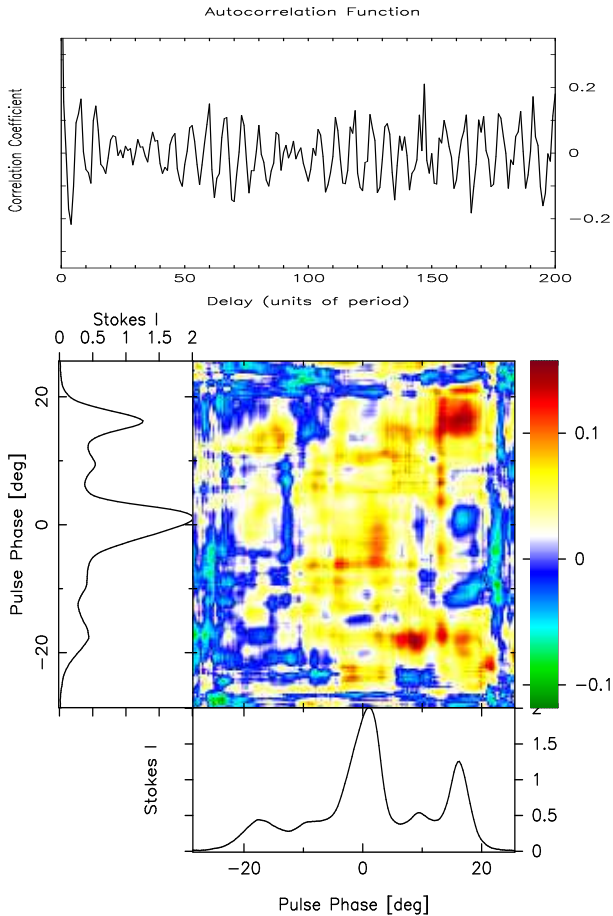 Autocorrelation Function
Correlation Coefficient
0.2
0
−0.2
0 50 100 150 200
Delay (units of period)
Stokes I
0 0.5 1 1.5 2
Pulse Phase [deg]
20
0
−20
0.1
0
−0.1
Stokes I
2
1.5
1
0.5
0
−20 0 20
Pulse Phase [deg]